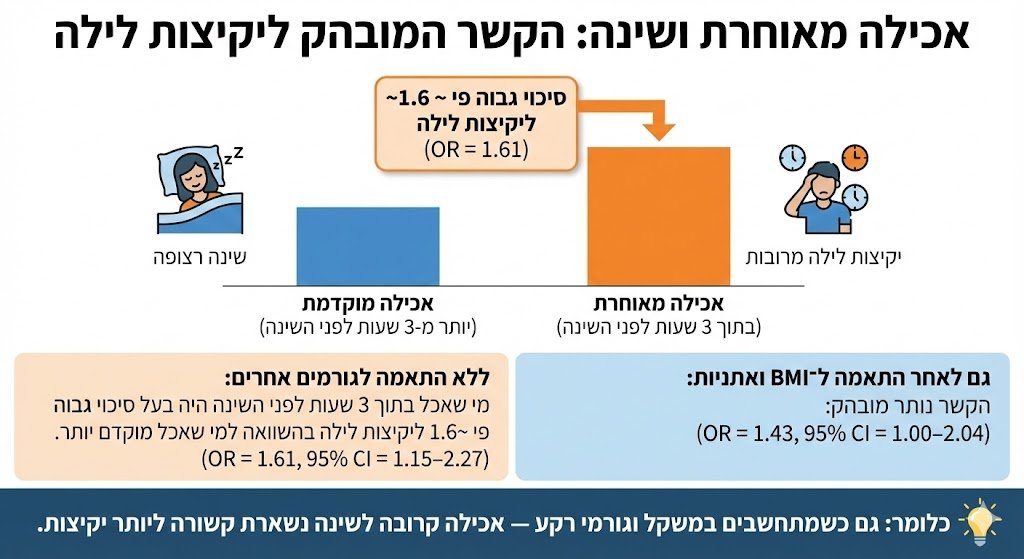 אכילה מאוחרת ושינה: הקשר המובהק ליקיצות לילה
סיכוי גבוה פי ~ 1.6~
ליקיצות לילה
(OR = 1.61)
zzZ
שינה רצופה
יקיצות לילה מרובות
אכילה מוקדמת
(יותר מ-3 שעות לפני השינה)
אכילה מאוחרת
(בתוך 3 שעות לפני השינה)
ללא התאמה לגורמים אחרים:
מי שאכל בתוך 3 שעות לפני השינה היה בעל סיכוי גבוה
פי ~1.6 ליקיצות לילה בהשוואה למי שאכל מוקדם יותר.
(OR = 1.61, 95% CI = 1.15–2.27)
גם לאחר התאמה ל־BMI ואתניות:
הקשר נותר מובהק:
(OR = 1.43, 95% CI = 1.00–2.04)
כלומר: גם כשמתחשבים במשקל וגורמי רקע — אכילה קרובה לשינה נשארת קשורה ליותר יקיצות.